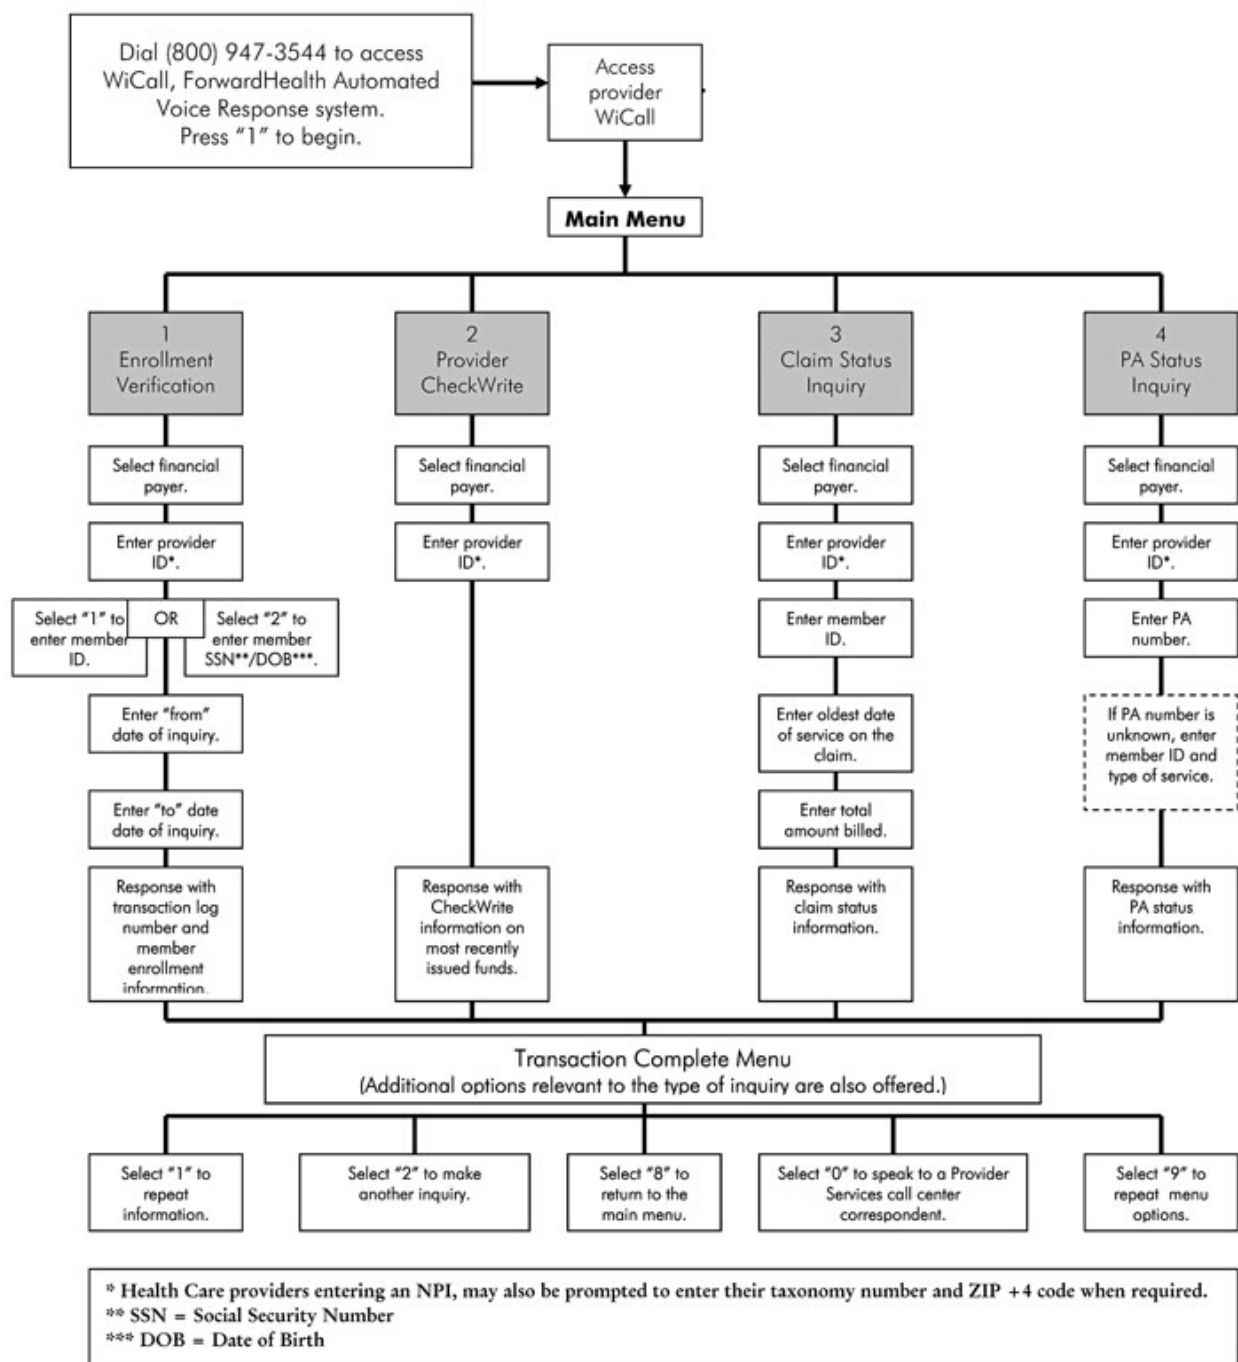 Dial (800) 947-3544 to access
WiCall, ForwardHealth Automated
Voice Response system.
Press "1" to begin.
Access
provider
WiCall
Main Menu
1
Enrollment
Verification
2
Provider
CheckWrite
3
Claim Status
Inquiry
4
PA Status
Inquiry
Select financial
payer.
Select financial
payer.
Select financial
payer.
Select financial
payer.
Enter provider
ID*.
Enter provider
ID*.
Enter provider
ID*.
Enter provider
ID*.
Select "1" to
enter member
ID.
OR
Select "2" to
enter member
SSN**/DOB***.
Enter member
ID.
Enter PA
number.
Enter "from"
date of inquiry.
Enter oldest date
of service on the
claim.
If PA number is
unknown, enter
member ID and
type of service.
Enter "to" date
date of inquiry.
Enter total
amount billed.
Response with
transaction log
number and
member
enrollment
information.
Response with
CheckWrite
information on
most recently
issued funds.
Response with
claim status
information.
Response with
PA status
information.
Transaction Complete Menu
(Additional options relevant to the type of inquiry are also offered.)
Select "1" to
repeat
information.
Select "2" to make
another inquiry.
Select "8" to
return to the
main menu.
Select "0" to speak to a Provider
Services call center
correspondent.
Select "9" to
repeat menu
options.
* Health Care providers entering an NPI, may also be prompted to enter their taxonomy number and ZIP +4 code when required.
** SSN = Social Security Number
*** DOB = Date of Birth